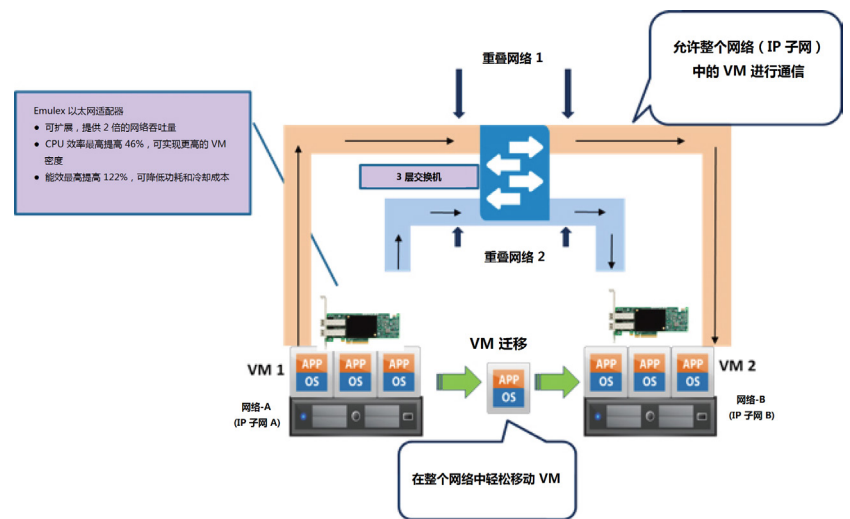 重叠网络 1
允许整个网络（IP 子网）
中的 VM 进行通信
Emulex 以太网适配器
● 可扩展，提供 2 倍的网络吞吐量
● CPU 效率最高提高 46%，可实现更高的 VM
密度
● 能效最高提高 122%，可降低功耗和冷却成本
3 层交换机
重叠网络 2
VM 迁移
VM 1
APP
OS
APP
OS
APP
OS
APP
OS
APP
OS
APP
OS
APP
OS
VM 2
网络-A
(IP 子网 A)
网络-B
(IP 子网 B)
在整个网络中轻松移动 VM